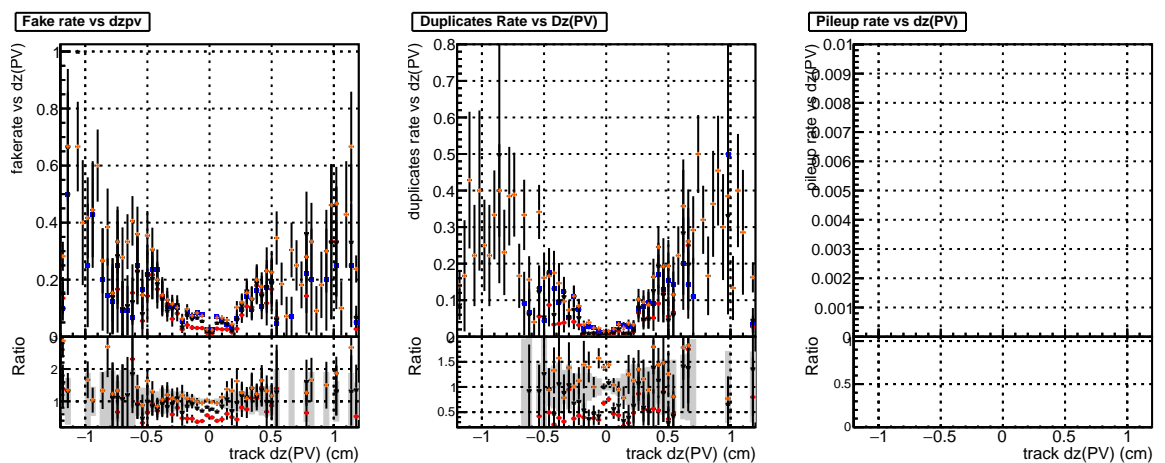 Fake rate vs dzpv
fakerate vs dz(PV)
1
0.8
0.6
0.4
0.2
0
Ratio
2
1
−1 −0.5 0 0.5 1
track dz(PV) (cm)
Duplicates Rate vs Dz(PV)
duplicates rate vs dz(PV)
0.8
0.7
0.6
0.5
0.4
0.3
0.2
0.1
0
Ratio
1.5
1.0
0.5
−1 −0.5 0 0.5 1
track dz(PV) (cm)
Pileup rate vs dz(PV)
pileup rate vs dz(PV)
0.01
0.009
0.008
0.007
0.006
0.005
0.004
0.003
0.002
0.001
0
Ratio
0.5
0
−1 −0.5 0 0.5 1
track dz(PV) (cm)